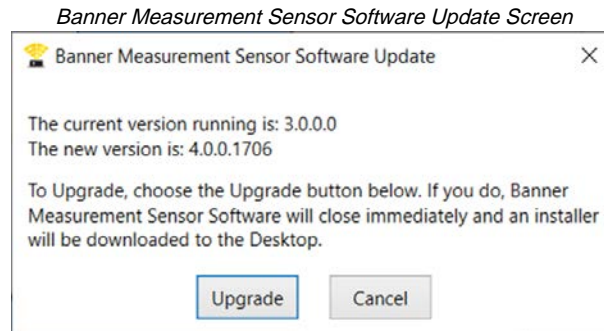 Banner Measurement Sensor Software Update Screen
Banner Measurement Sensor Software Update
The current version running is: 3.0.0.0
The new version is: 4.0.0.1706
To Upgrade, choose the Upgrade button below. If you do, Banner
Measurement Sensor Software will close immediately and an installer
will be downloaded to the Desktop.
Upgrade Cancel